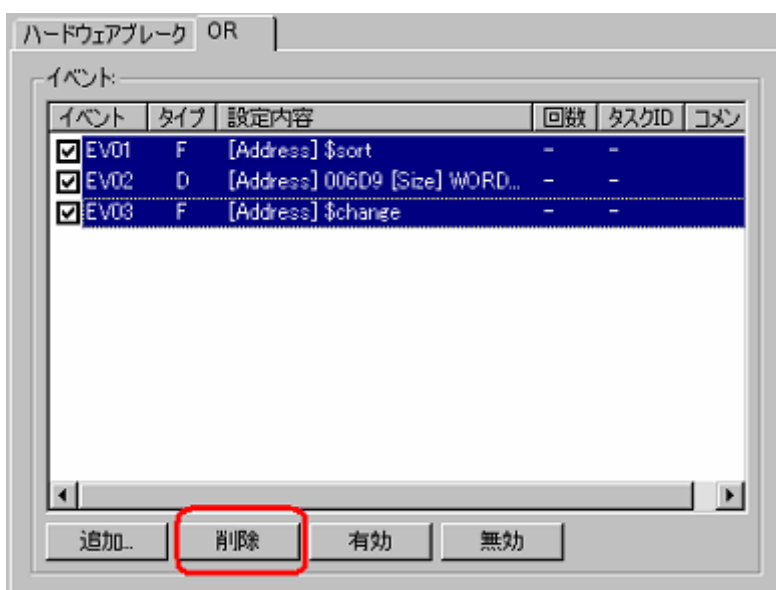 ハードウェアブレーク OR
イベント:
イベント タイプ 設定内容 回数 タスクID コメン
EV01 F [Address] $sort - -
EV02 D [Address] 006D9 [Size] WORD... - -
EV03 F [Address] $change - -
追加... 削除 有効 無効